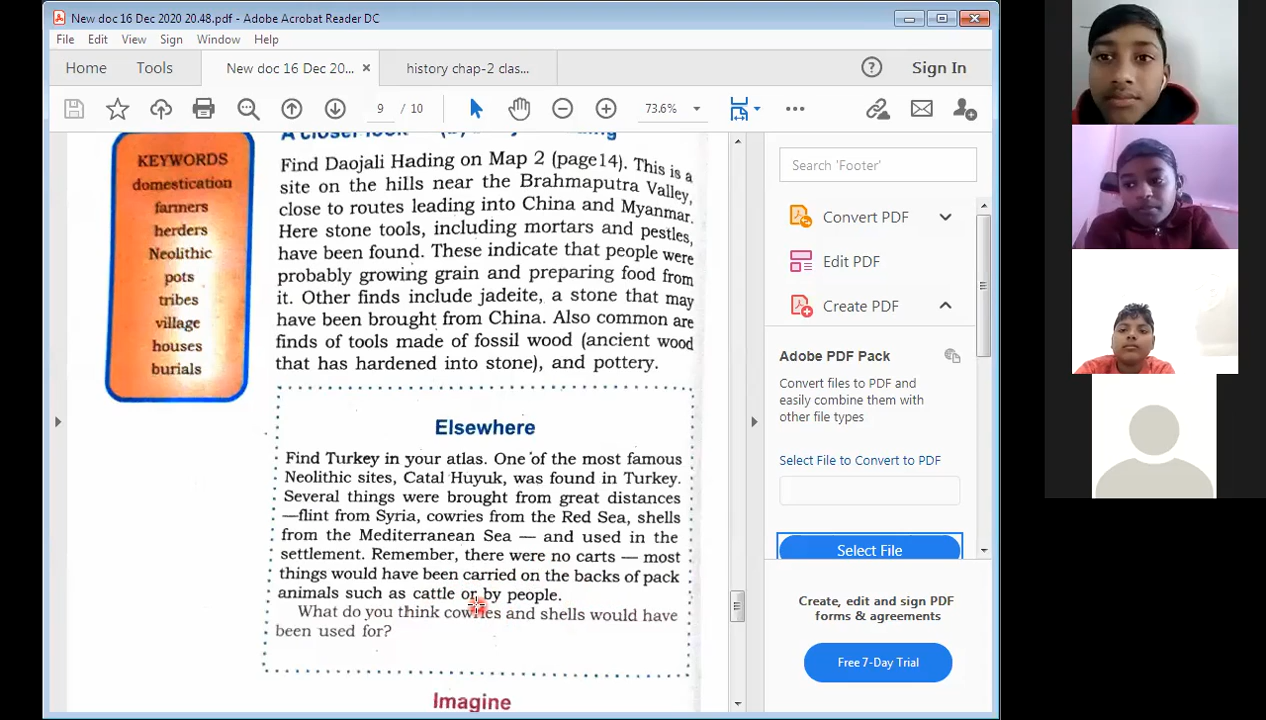 New doc 16 Dec 2020 20.48.pdf - Adobe Acrobat Reader DC
File Edit View Sign Window Help
Home Tools New doc 16 Dec 20... × history chap-2 clas... Sign In
9 / 10 73.6%
A closer look
KEYWORDS
domestication
farmers
herders
Neolithic
pots
tribes
village
houses
burials
Find Daojali Hading on Map 2 (page14). This is a
site on the hills near the Brahmaputra Valley,
close to routes leading into China and Myanmar.
Here stone tools, including mortars and pestles,
have been found. These indicate that people were
probably growing grain and preparing food from
it. Other finds include jadeite, a stone that may
have been brought from China. Also common are
finds of tools made of fossil wood (ancient wood
that has hardened into stone), and pottery.
Elsewhere
Find Turkey in your atlas. One of the most famous
Neolithic sites, Catal Huyuk, was found in Turkey.
Several things were brought from great distances
—flint from Syria, cowries from the Red Sea, shells
from the Mediterranean Sea — and used in the
settlement. Remember, there were no carts — most
things would have been carried on the backs of pack
animals such as cattle or by people.
What do you think cowries and shells would have
been used for?
Imagine
Search 'Footer'
Convert PDF
Edit PDF
Create PDF
Adobe PDF Pack
Convert files to PDF and
easily combine them with
other file types
Select File to Convert to PDF
Select File
Create, edit and sign PDF
forms & agreements
Free 7-Day Trial